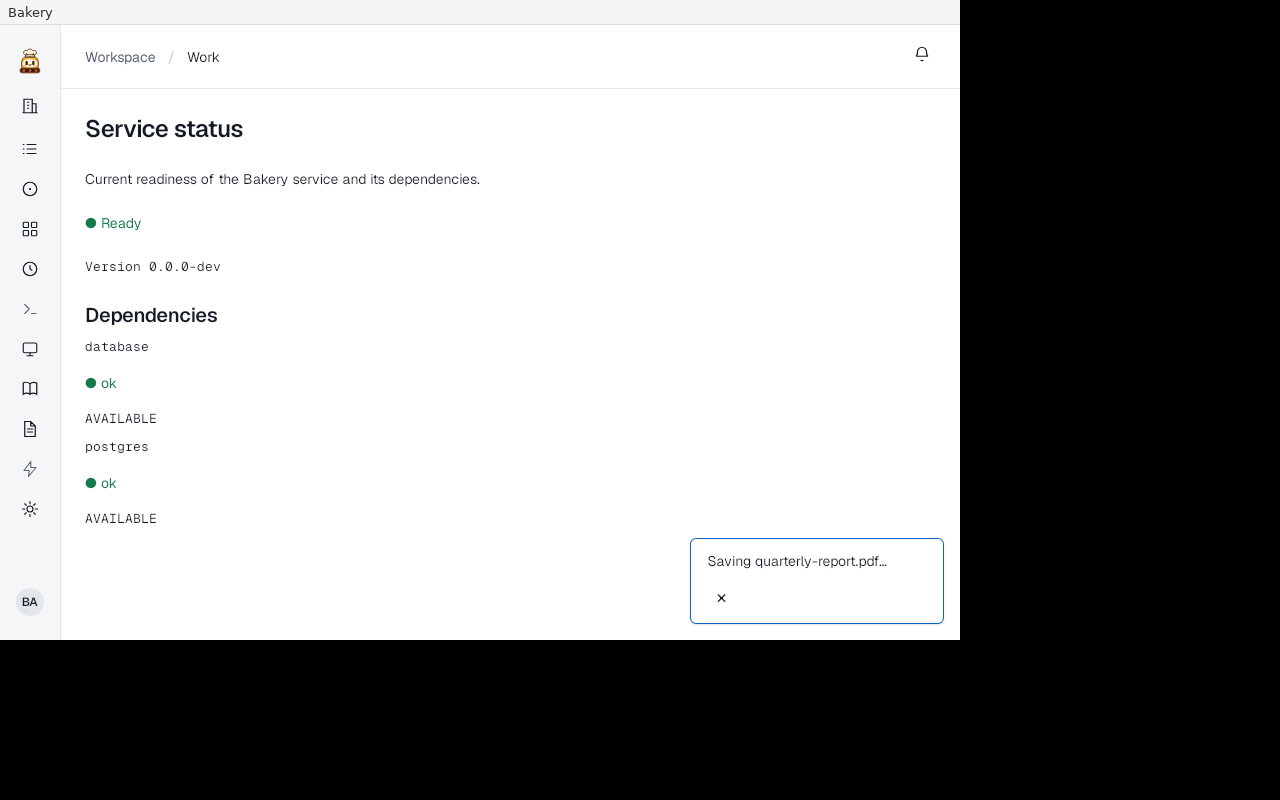 Bakery
Workspace / Work
Service status
Current readiness of the Bakery service and its dependencies.
Ready
Version 0.0.0-dev
Dependencies
database
ok
AVAILABLE
postgres
ok
AVAILABLE
Saving quarterly-report.pdf…
BA